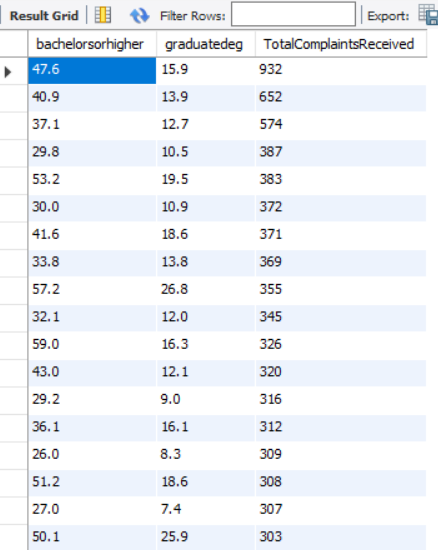 Result Grid Filter Rows: Export:
bachelorsorhigher graduatedeg TotalComplaintsReceived
47.6 15.9 932
40.9 13.9 652
37.1 12.7 574
29.8 10.5 387
53.2 19.5 383
30.0 10.9 372
41.6 18.6 371
33.8 13.8 369
57.2 26.8 355
32.1 12.0 345
59.0 16.3 326
43.0 12.1 320
29.2 9.0 316
36.1 16.1 312
26.0 8.3 309
51.2 18.6 308
27.0 7.4 307
50.1 25.9 303